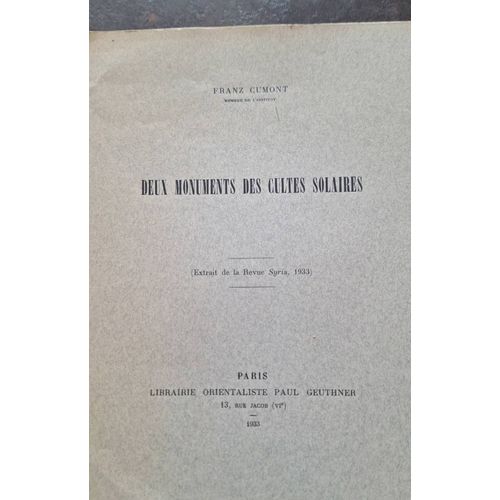 FRANZ CUMONT
MEMBRE DE L'INSTITUT
DEUX MONUMENTS DES CULTES SOLAIRES
(Extrait de la Revue Syria, 1933)
PARIS
LIBRAIRIE ORIENTALISTE PAUL GEUTHNER
13, RUE JACOB (VIe)
1933